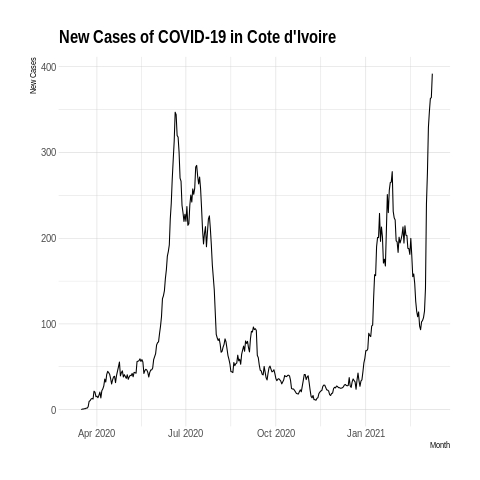 New Cases of COVID-19 in Cote d'Ivoire
New Cases
400
300
200
100
0
Apr 2020
Jul 2020
Oct 2020
Jan 2021
Month